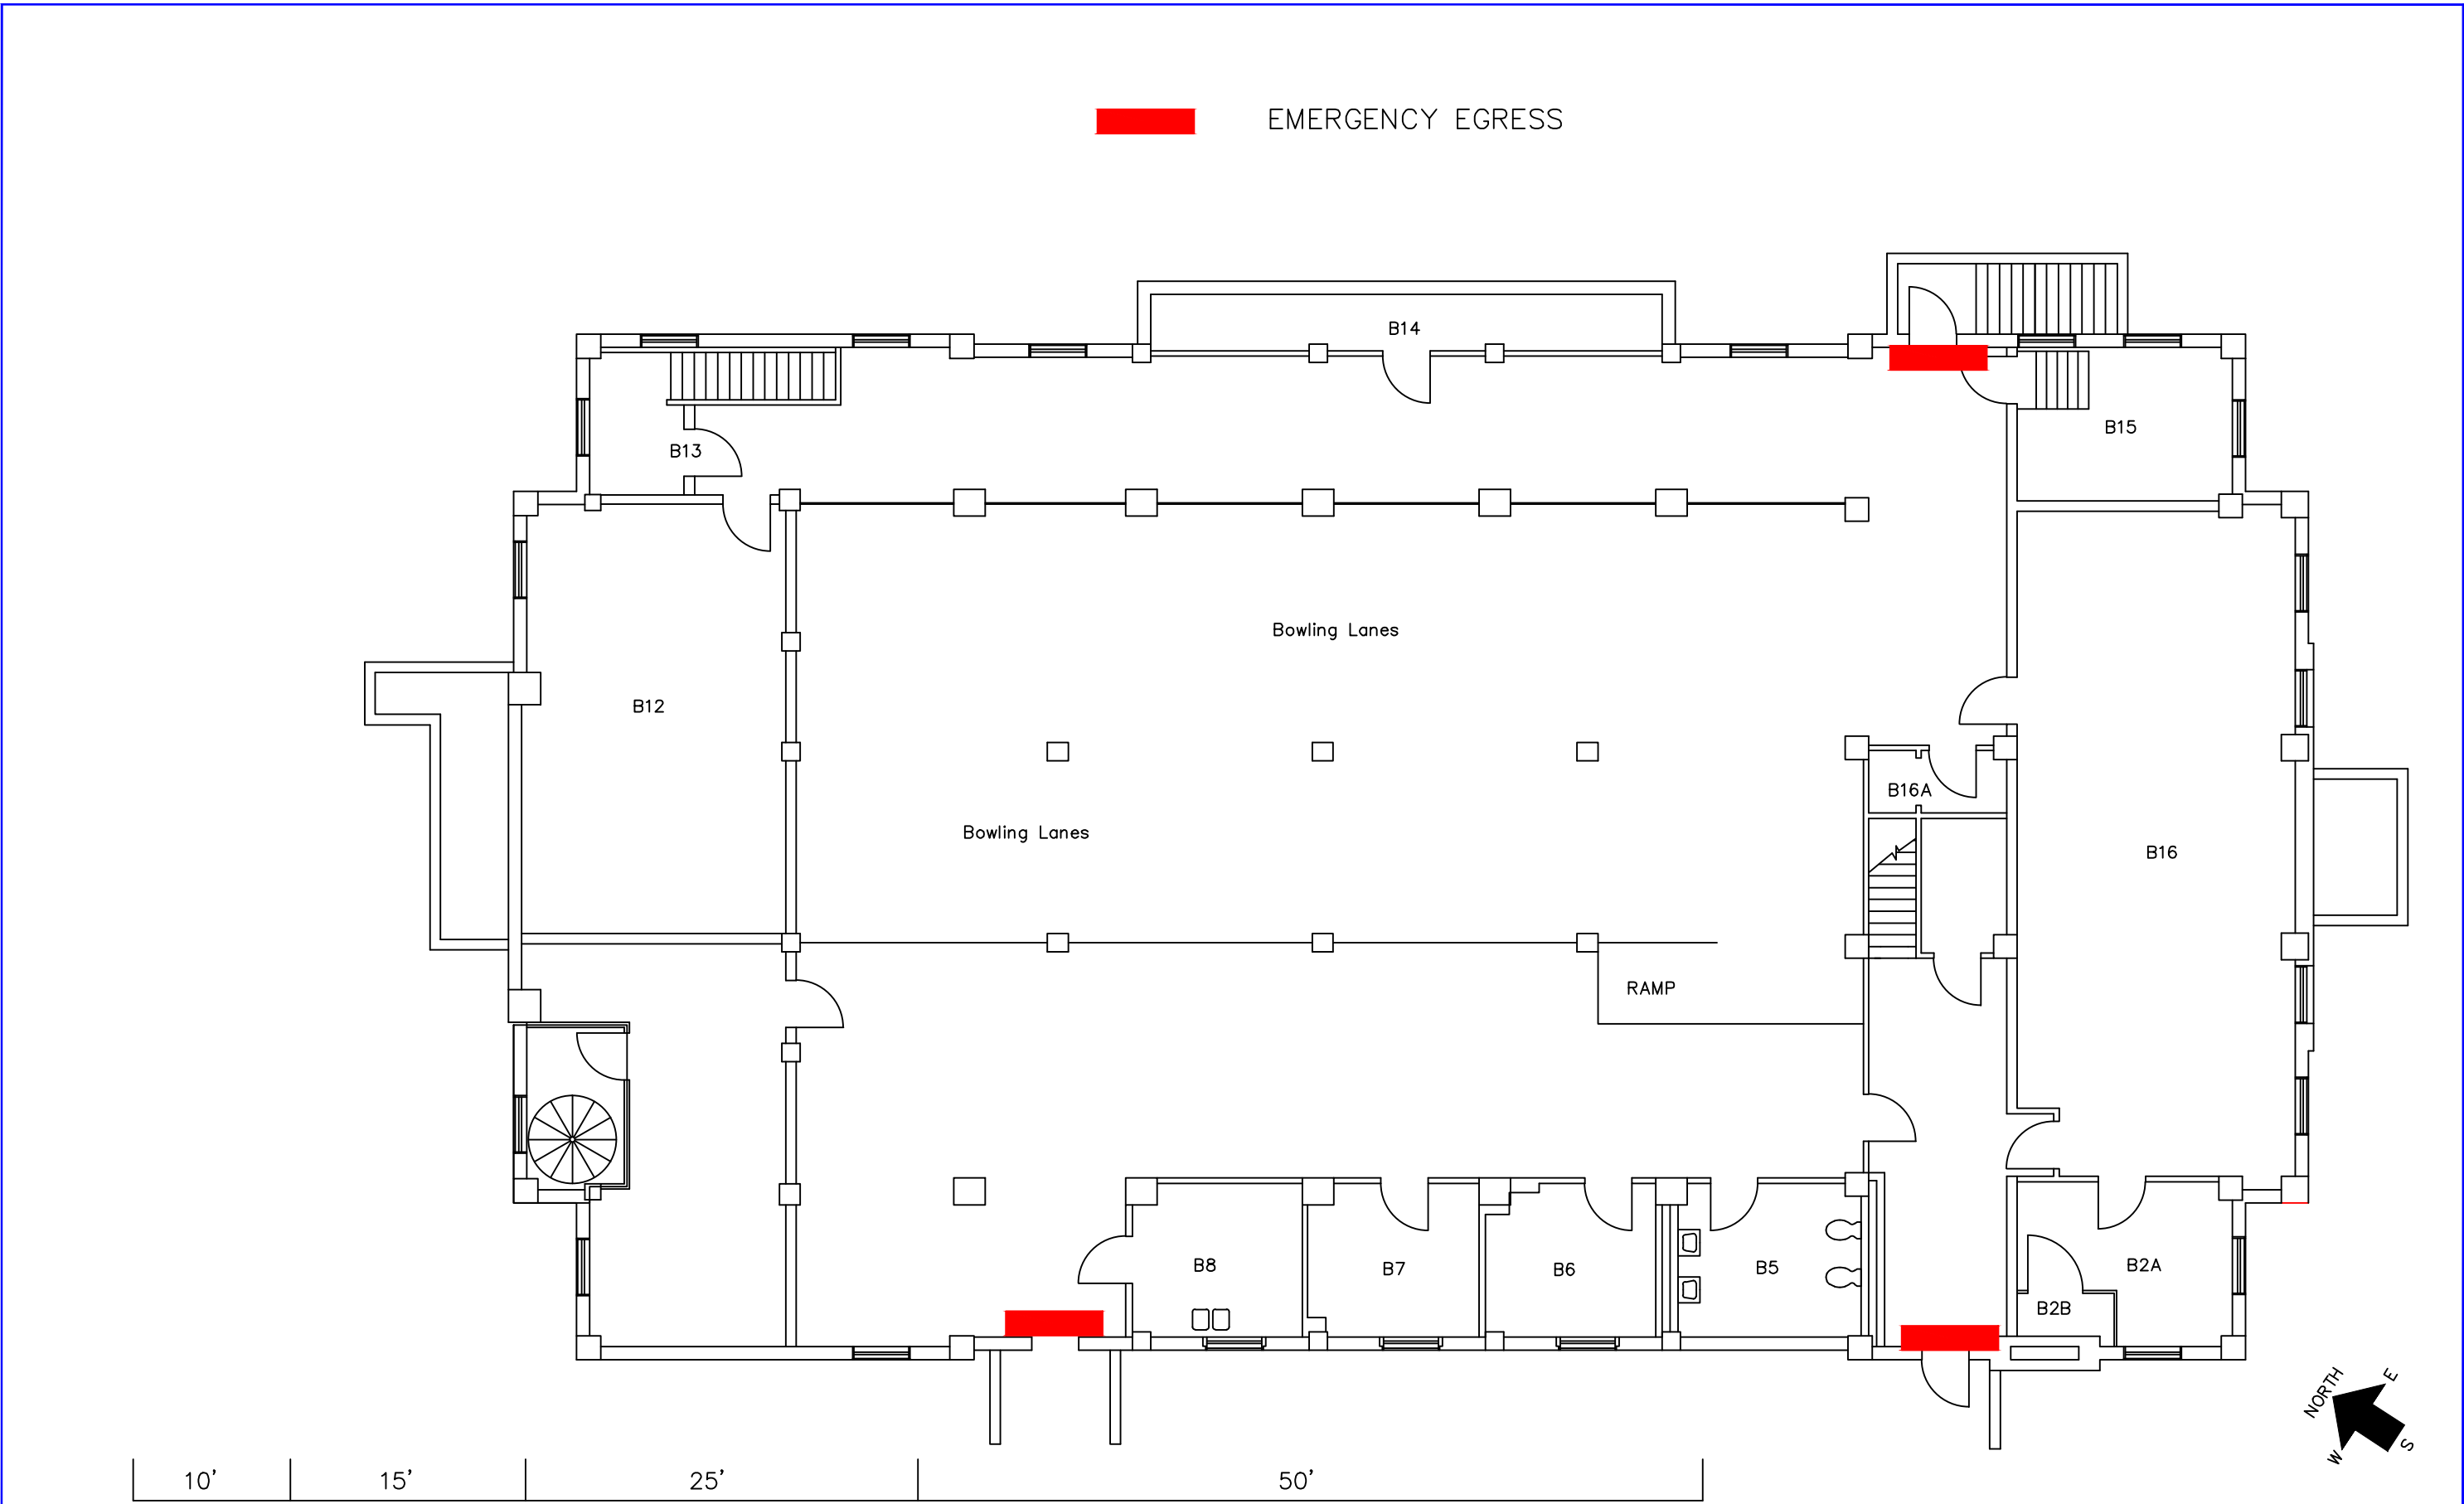 EMERGENCY EGRESS
B14
B13
B15
Bowling Lanes
B12
B16A
Bowling Lanes
B16
RAMP
B8
B7
B6
B5
B2A
B2B
NORTH
E
W
S
10'
15'
25'
50'